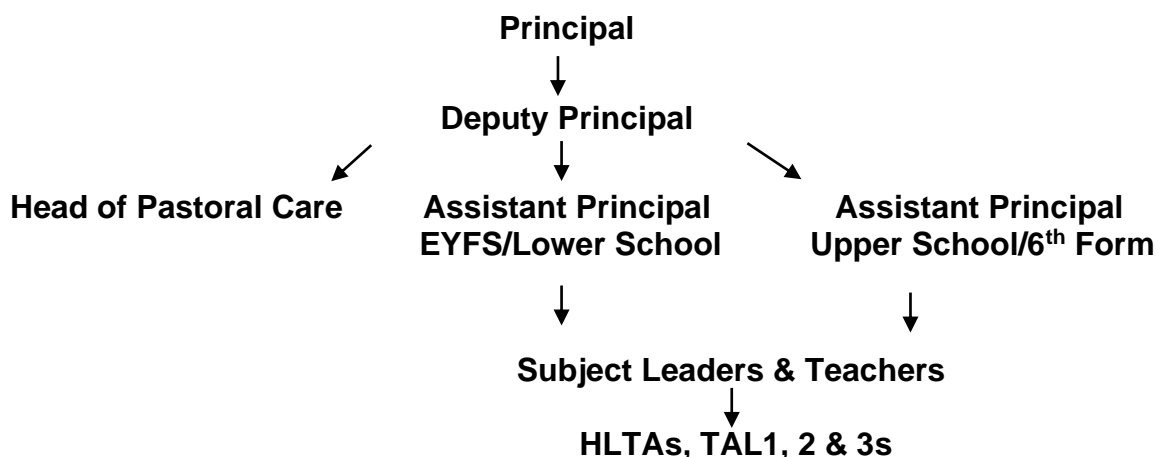 Principal
Deputy Principal
Head of Pastoral Care
Assistant Principal
EYFS/Lower School
Assistant Principal
Upper School/6th Form
Subject Leaders & Teachers
HLTAs, TAL1, 2 & 3s